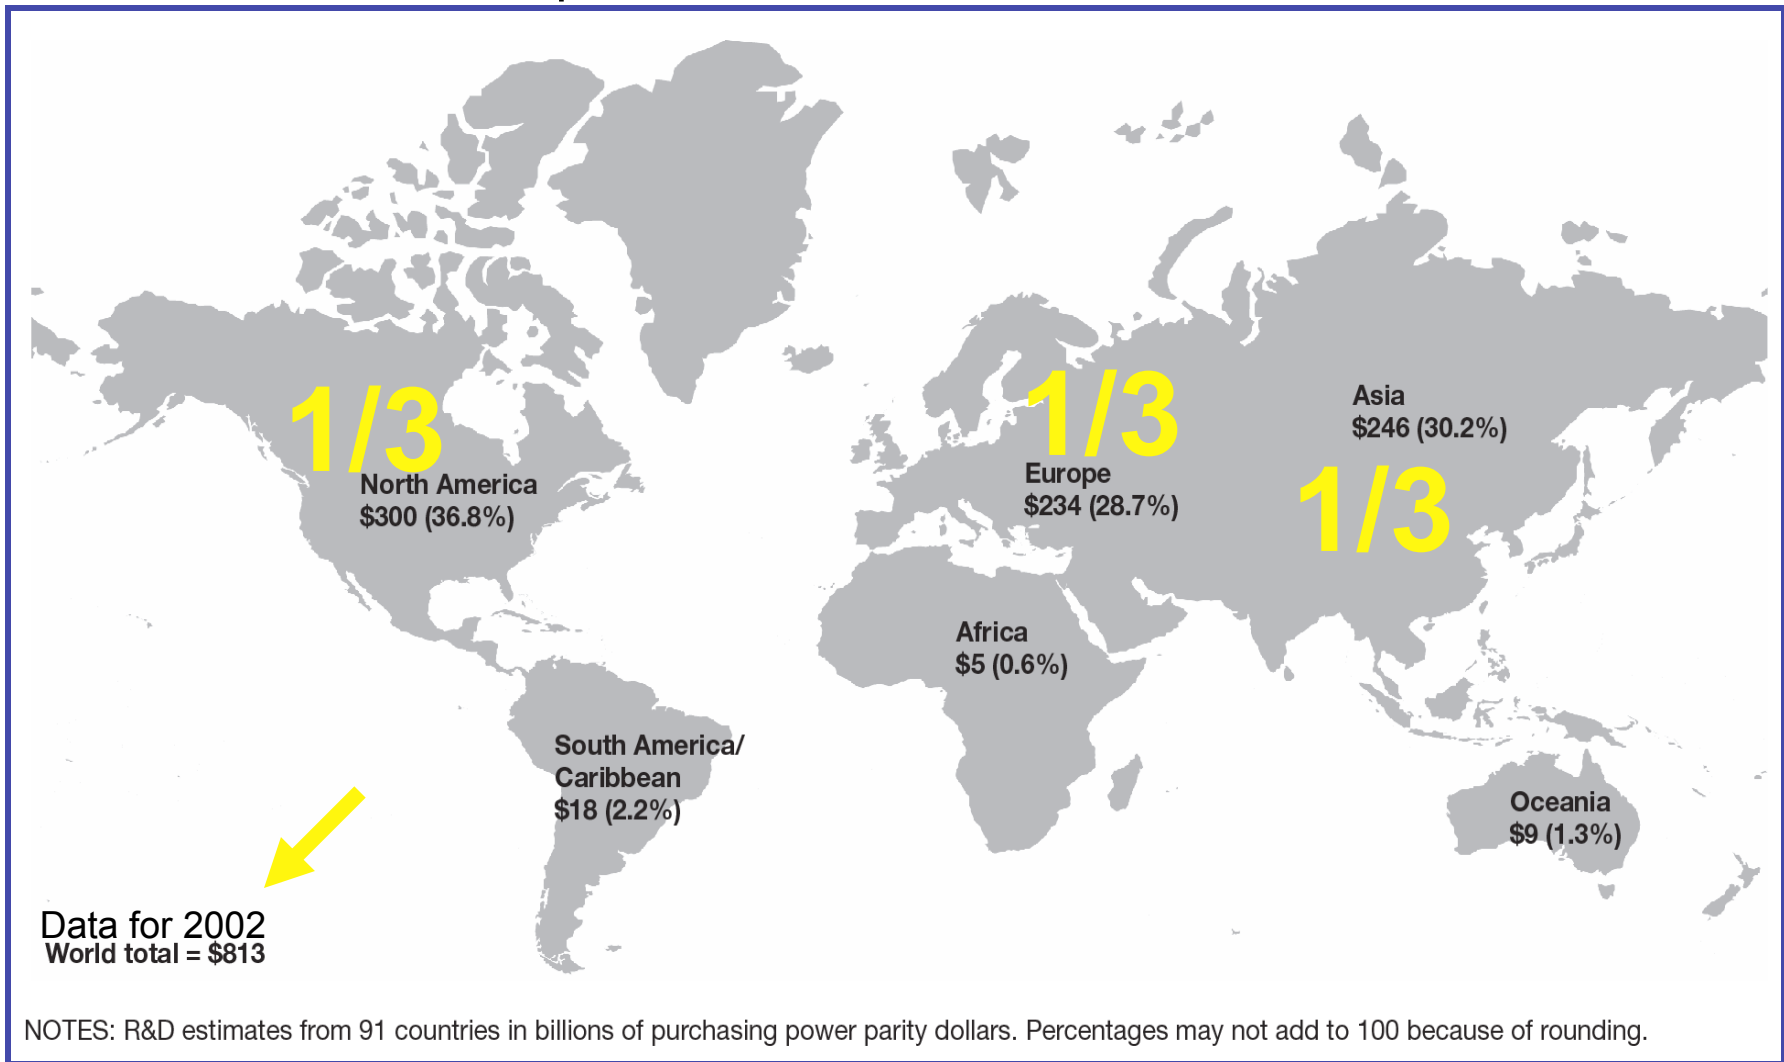 1/3
North America
$300 (36.8%)
1/3
Europe
$234 (28.7%)
Asia
$246 (30.2%)
1/3
Africa
$5 (0.6%)
South America/
Caribbean
$18 (2.2%)
Oceania
$9 (1.3%)
Data for 2002
World total = $813
NOTES: R&D estimates from 91 countries in billions of purchasing power parity dollars. Percentages may not add to 100 because of rounding.